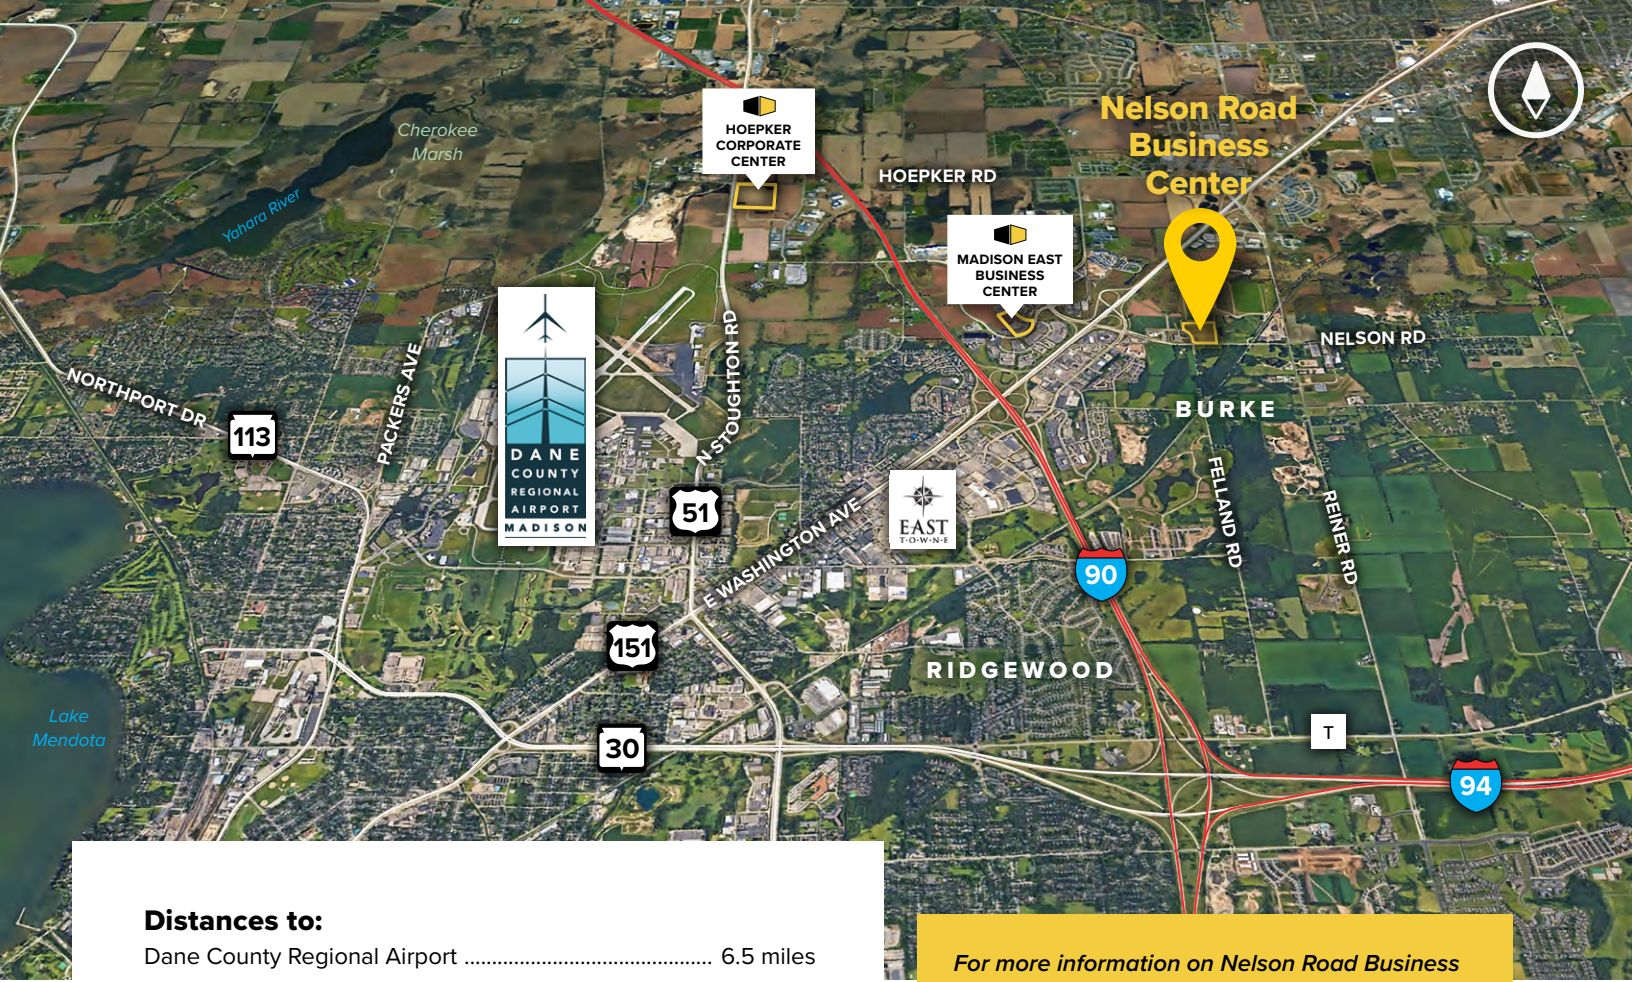 Nelson Road
Business
Center
Cherokee
Marsh
HOEPKER
CORPORATE
CENTER
HOEPKER RD
Yahara River
MADISON EAST
BUSINESS
CENTER
NELSON RD
N STOUGHTON RD
PACKERS AVE
NORTHPORT DR
113
DANE
COUNTY
REGIONAL
AIRPORT
MADISON
BURKE
51
EAST
T·O·W·N·E
E WASHINGTON AVE
FELLAND RD
REINER RD
90
151
RIDGEWOOD
Lake
Mendota
30
T
94
Distances to:
Dane County Regional Airport ........................................... 6.5 miles
For more information on Nelson Road Business